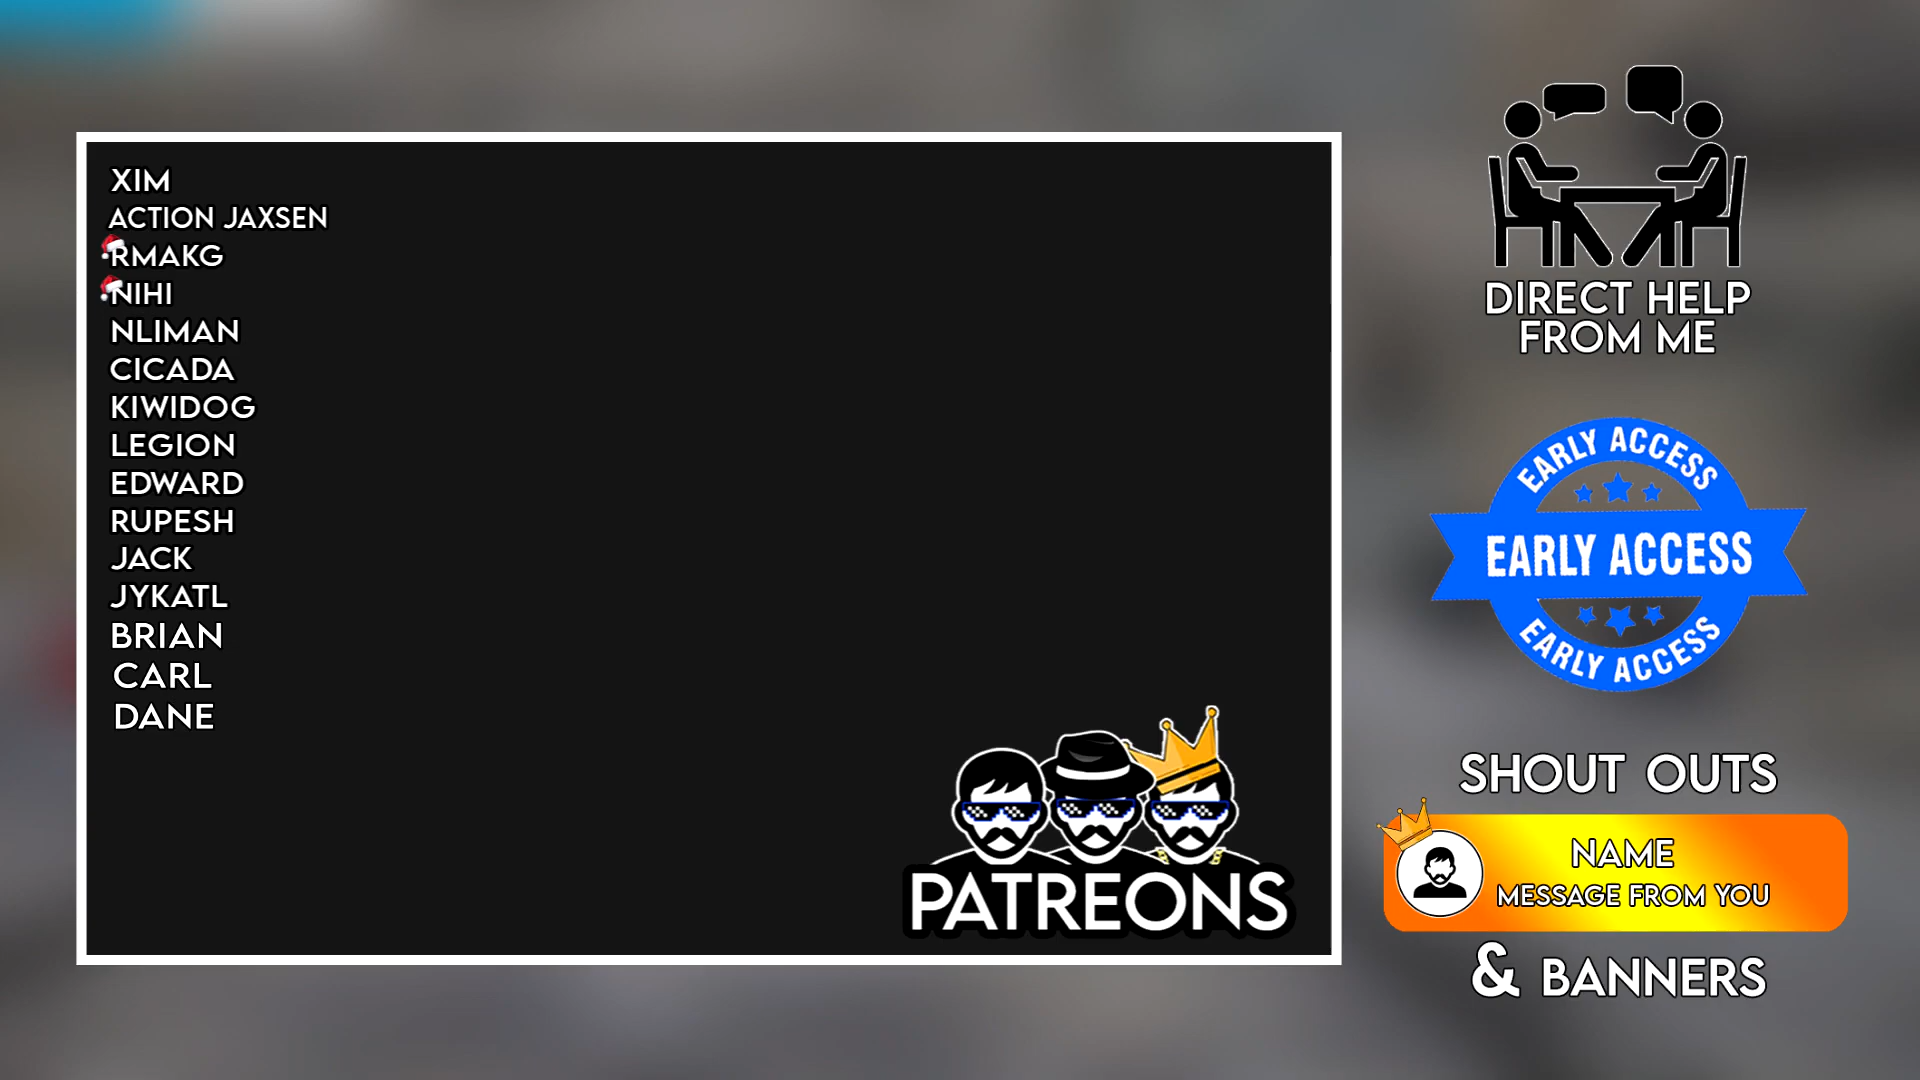 XIM
ACTION JAXSEN
RMAKG
NIHI
NLIMAN
CICADA
KIWIDOG
LEGION
EDWARD
RUPESH
JACK
JYKATL
BRIAN
CARL
DANE
PATREONS
DIRECT HELP
FROM ME
EARLY ACCESS
EARLY ACCESS
EARLY ACCESS
SHOUT OUTS
NAME
MESSAGE FROM YOU
& BANNERS